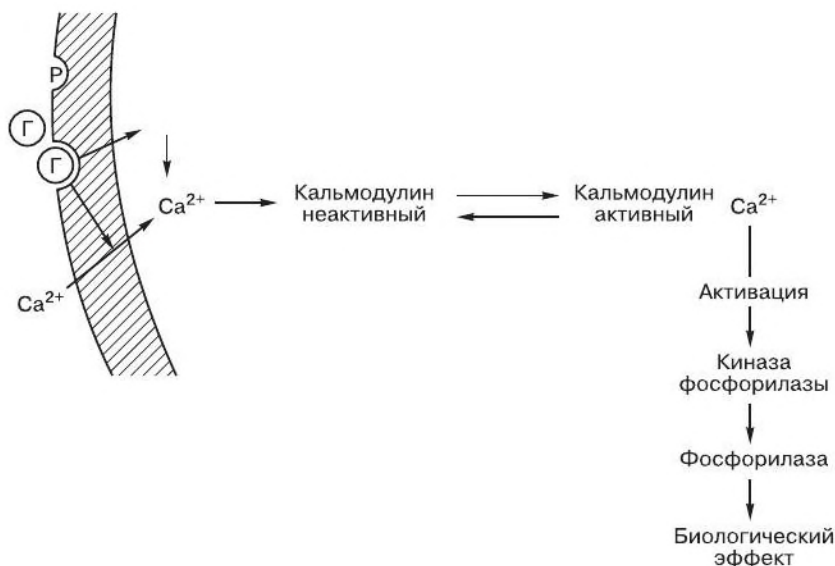 Р
Г
Г
Ca²⁺
Ca²⁺
Кальмодулин
неактивный
Кальмодулин
активный
Ca²⁺
Активация
Киназа
фосфорилазы
Фосфорилаза
Биологический
эффект